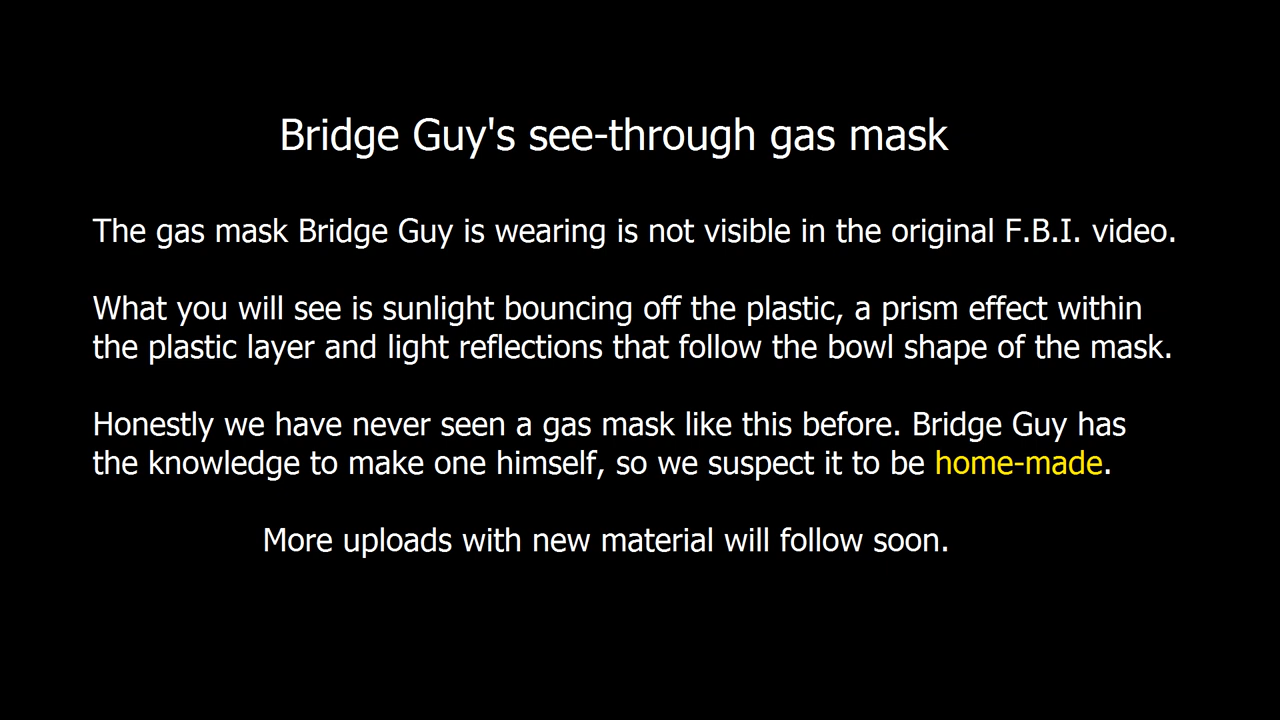 Bridge Guy's see-through gas mask
The gas mask Bridge Guy is wearing is not visible in the original F.B.I. video.
What you will see is sunlight bouncing off the plastic, a prism effect within
the plastic layer and light reflections that follow the bowl shape of the mask.
Honestly we have never seen a gas mask like this before. Bridge Guy has
the knowledge to make one himself, so we suspect it to be home-made.
More uploads with new material will follow soon.